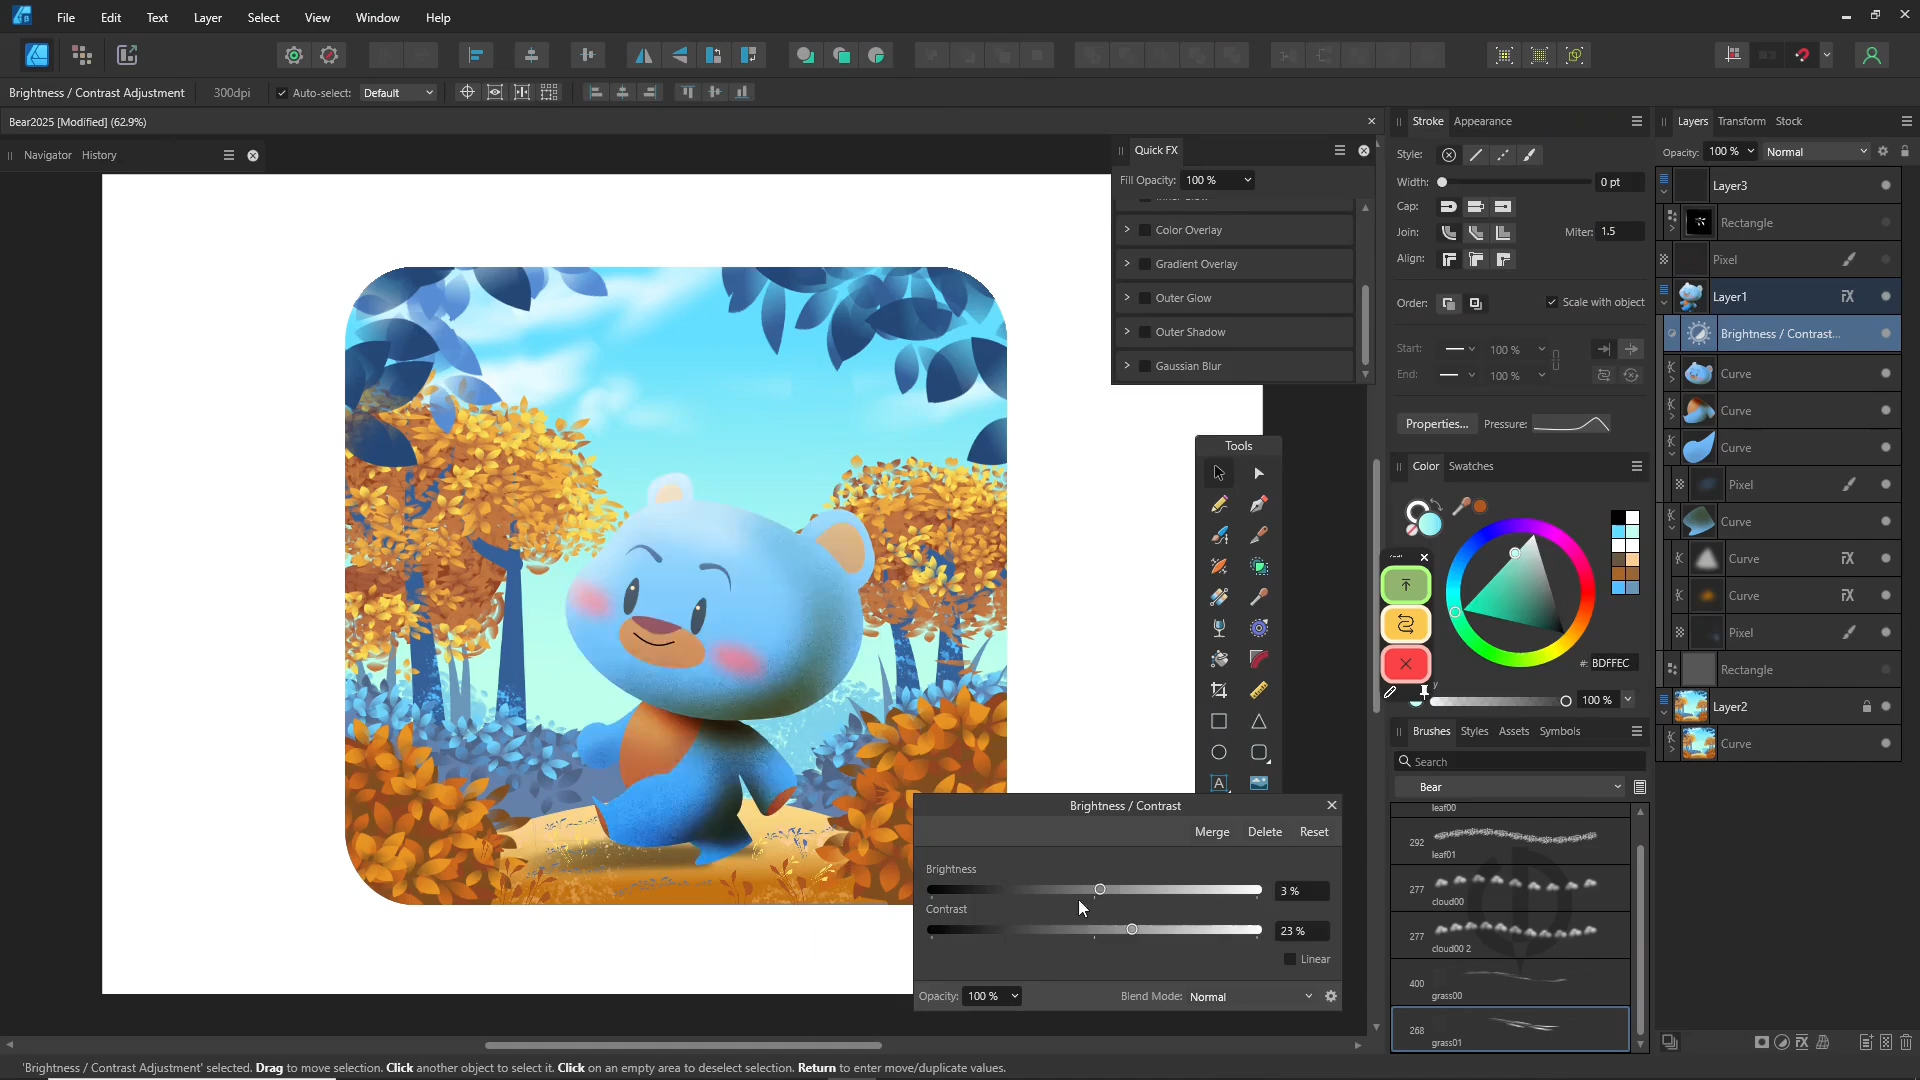 File Edit Text Layer Select View Window Help
Brightness / Contrast Adjustment 300dpi Auto-select: Default
Bear2025 [Modified] (62.9%)
Navigator History
Quick FX
Fill Opacity: 100 %
Color Overlay
Gradient Overlay
Outer Glow
Outer Shadow
Gaussian Blur
Tools
Brightness / Contrast
Merge Delete Reset
Brightness
3 %
Contrast
23 %
Linear
Opacity: 100 % Blend Mode: Normal
Stroke Appearance
Style:
Width: 0 pt
Cap:
Join: Miter: 1.5
Align:
Order: Scale with object
Start: 100 %
End: 100 %
Properties... Pressure:
Color Swatches
#: BDFFEC
100 %
Brushes Styles Assets Symbols
Search
Bear
leaf00
292
leaf01
277
cloud00
277
cloud00 2
400
grass00
268
grass01
Layers Transform Stock
Opacity: 100 % Normal
Layer3
Rectangle
Pixel
Layer1 FX
Brightness / Contrast...
Curve
Curve
Curve
Pixel
Curve
Curve FX
Curve FX
Pixel
Rectangle
Layer2
Curve
'Brightness / Contrast Adjustment' selected. Drag to move selection. Click another object to select it. Click on an empty area to deselect selection. Return to enter move/duplicate values.